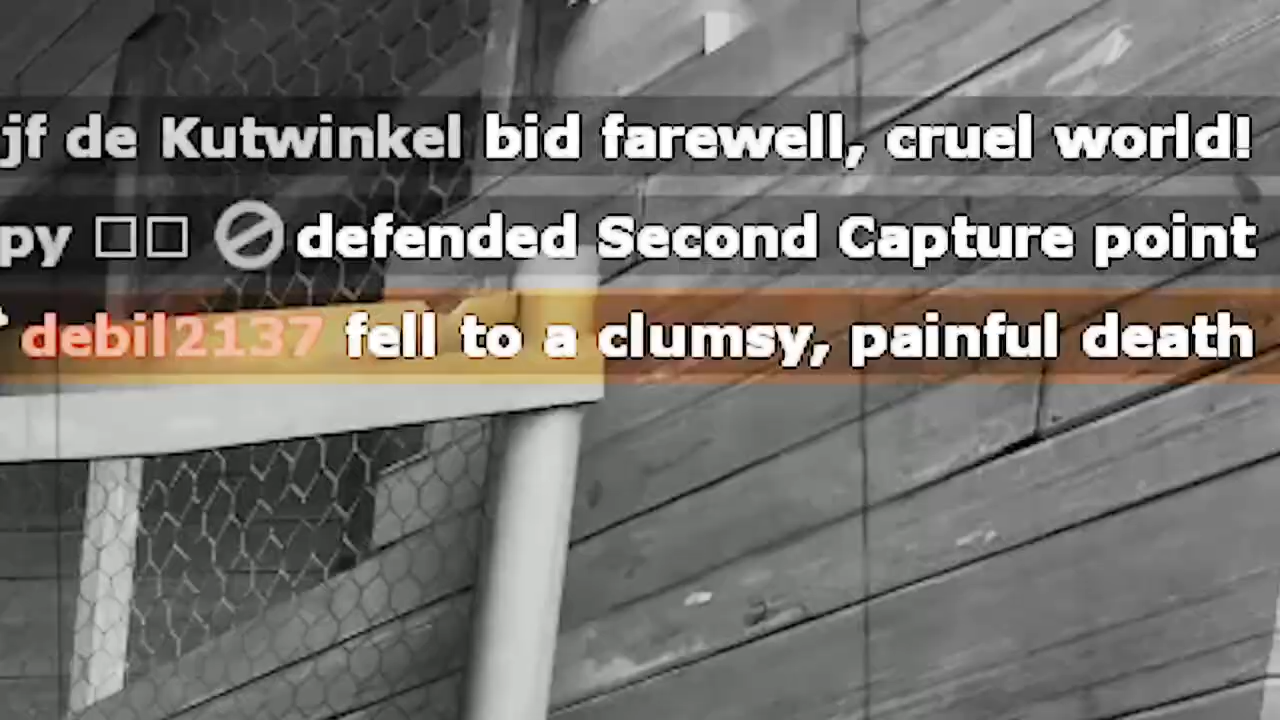 jf de Kutwinkel bid farewell, cruel world!
py □□ defended Second Capture point
debil2137 fell to a clumsy, painful death